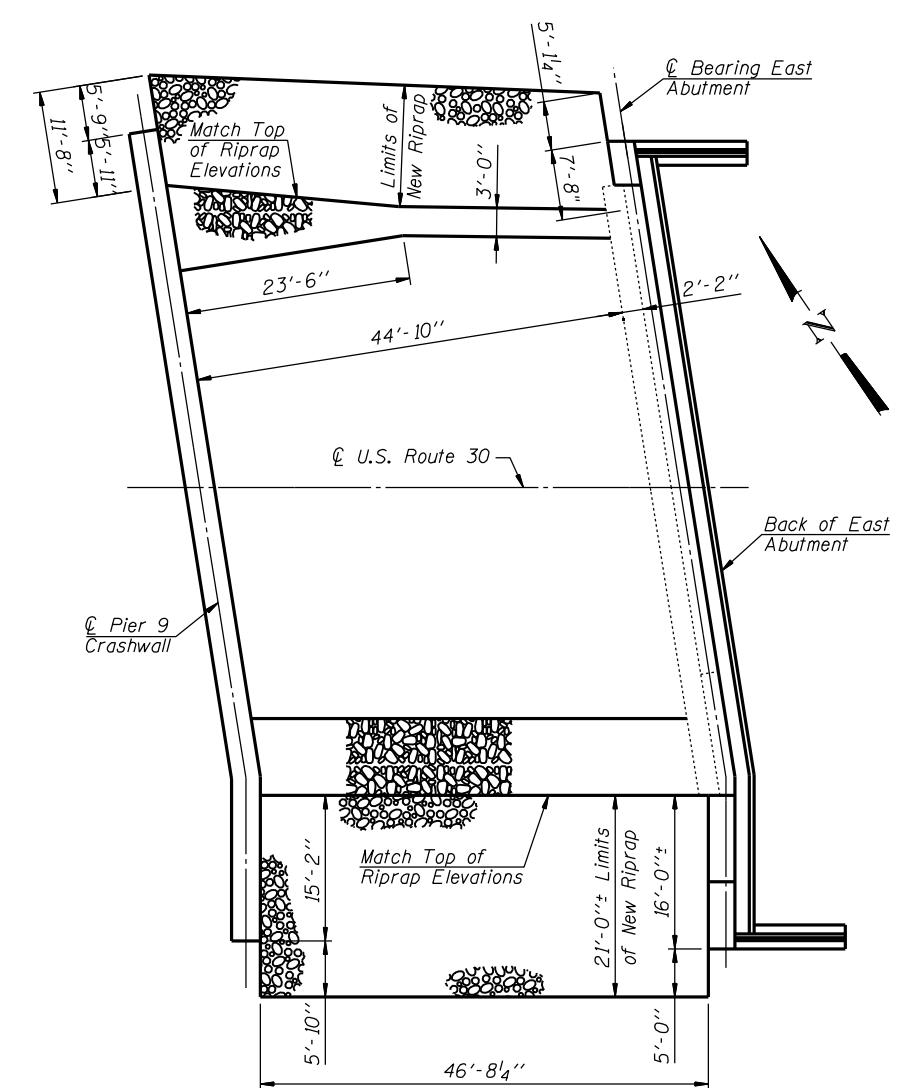 5'-1¼"
℄ Bearing East
Abutment
5'-9"
11'-8"
5'-11"
Match Top
of Riprap
Elevations
Limits of
New Riprap
3'-0"
7'-8"
23'-6"
2'-2"
44'-10"
N
℄ U.S. Route 30
Back of East
Abutment
℄ Pier 9
Crashwall
15'-2"
Match Top of
Riprap Elevations
21'-0"± Limits
of New Riprap
16'-0"±
5'-10"
5'-0"
46'-8¼"